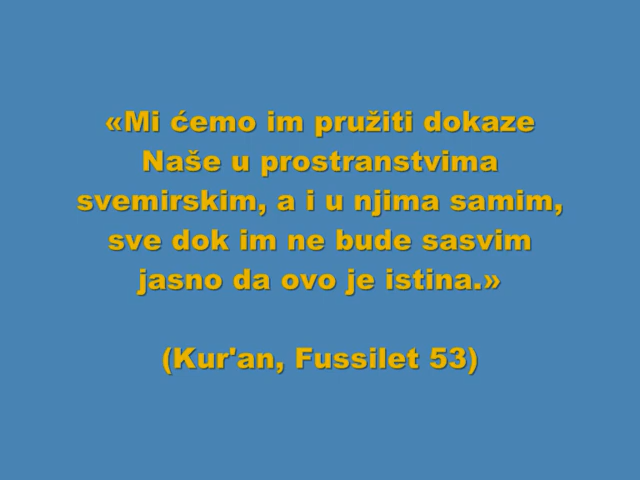 «Mi ćemo im pružiti dokaze
Naše u prostranstvima
svemirskim, a i u njima samim,
sve dok im ne bude sasvim
jasno da ovo je istina.»
(Kur'an, Fussilet 53)